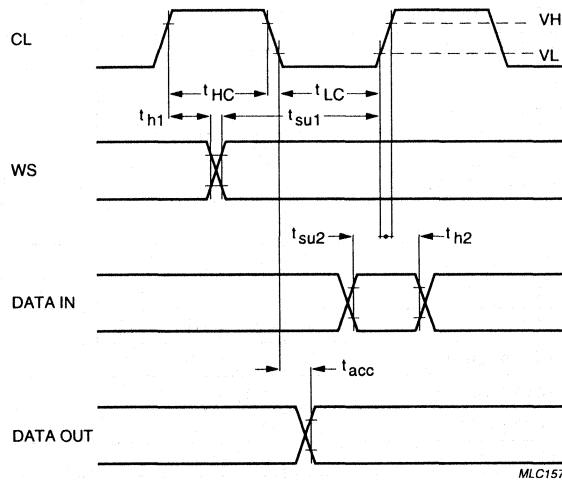 CL
VH
VL
t HC
t LC
t h1
t su1
WS
t su2
t h2
DATA IN
t acc
DATA OUT
MLC157